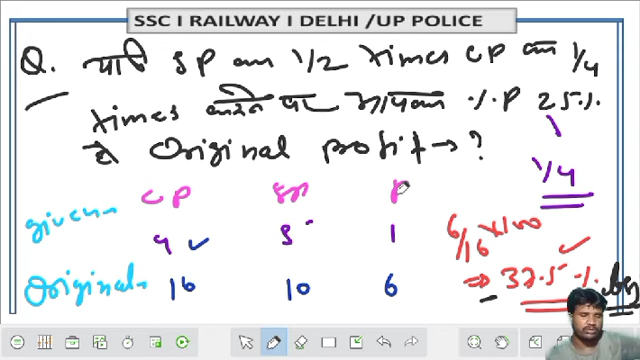 SSC I RAILWAY I DELHI /UP POLICE
Q. यदि SP का 1/2 times CP का 1/4
times करने पर %P 25%
है Original profit → ?
1/4
CP SP P
given →
4 ✓ 5 1
6/16 × 100
Original → 16 10 6
⇒ 37.5 %